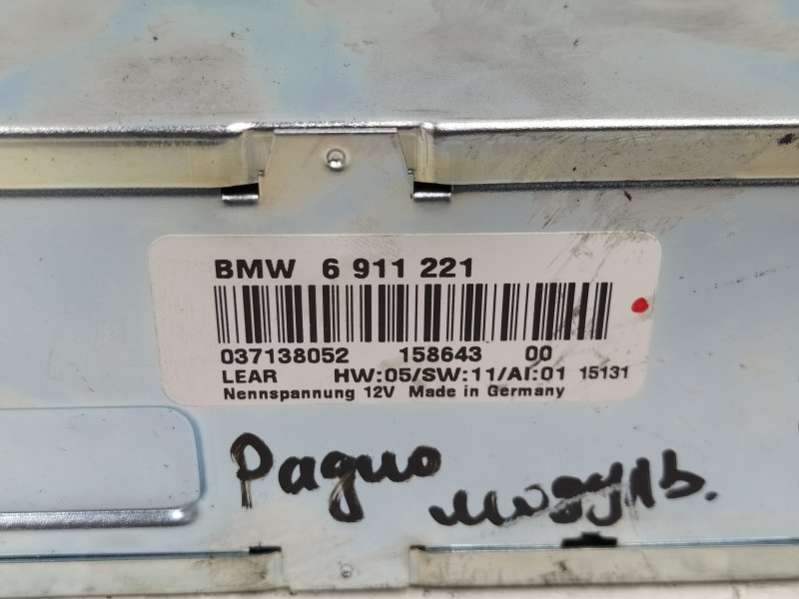 BMW 6 911 221
037138052 158643 00
LEAR HW:05/SW:11/AI:01 15131
Nennspannung 12V Made in Germany
Радио модуль.